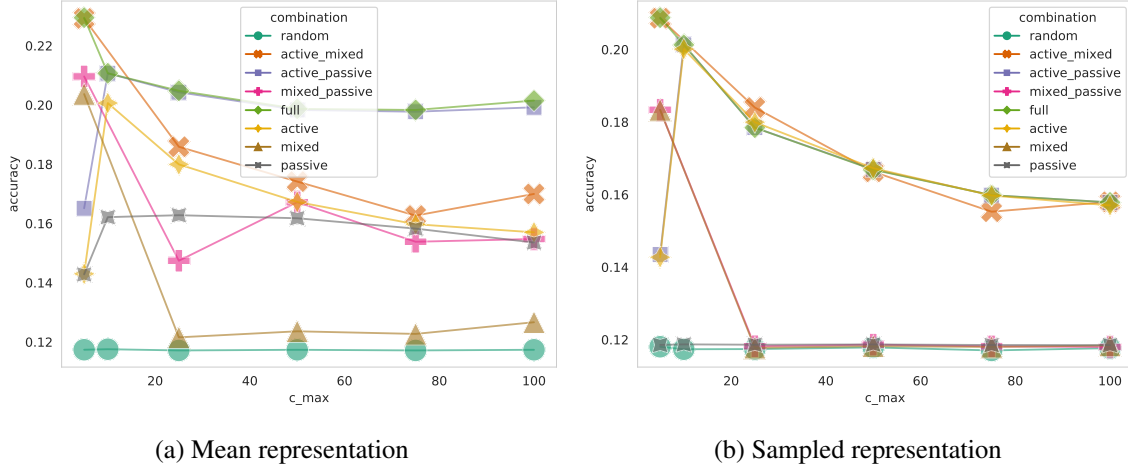 combination
random
active_mixed
active_passive
mixed_passive
full
active
mixed
passive
0.22
0.20
0.18
0.16
0.14
0.12
accuracy
20
40
60
80
100
c_max
(a) Mean representation
combination
random
active_mixed
active_passive
mixed_passive
full
active
mixed
passive
0.20
0.18
0.16
0.14
0.12
accuracy
20
40
60
80
100
c_max
(b) Sampled representation